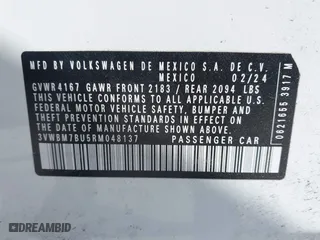 MFD BY VOLKSWAGEN DE MEXICO S.A. DE C.V.
MEXICO 02/24
GVWR4167 GAWR FRONT 2183 / REAR 2094 LBS
THIS VEHICLE CONFORMS TO ALL APPLICABLE U.S.
FEDERAL MOTOR VEHICLE SAFETY, BUMPER AND
THEFT PREVENTION STANDARDS IN EFFECT ON THE
DATE OF MANUFACTURE SHOWN ABOVE.
3VWBM7BU5RM048137 PASSENGER CAR
0621665 3917 M